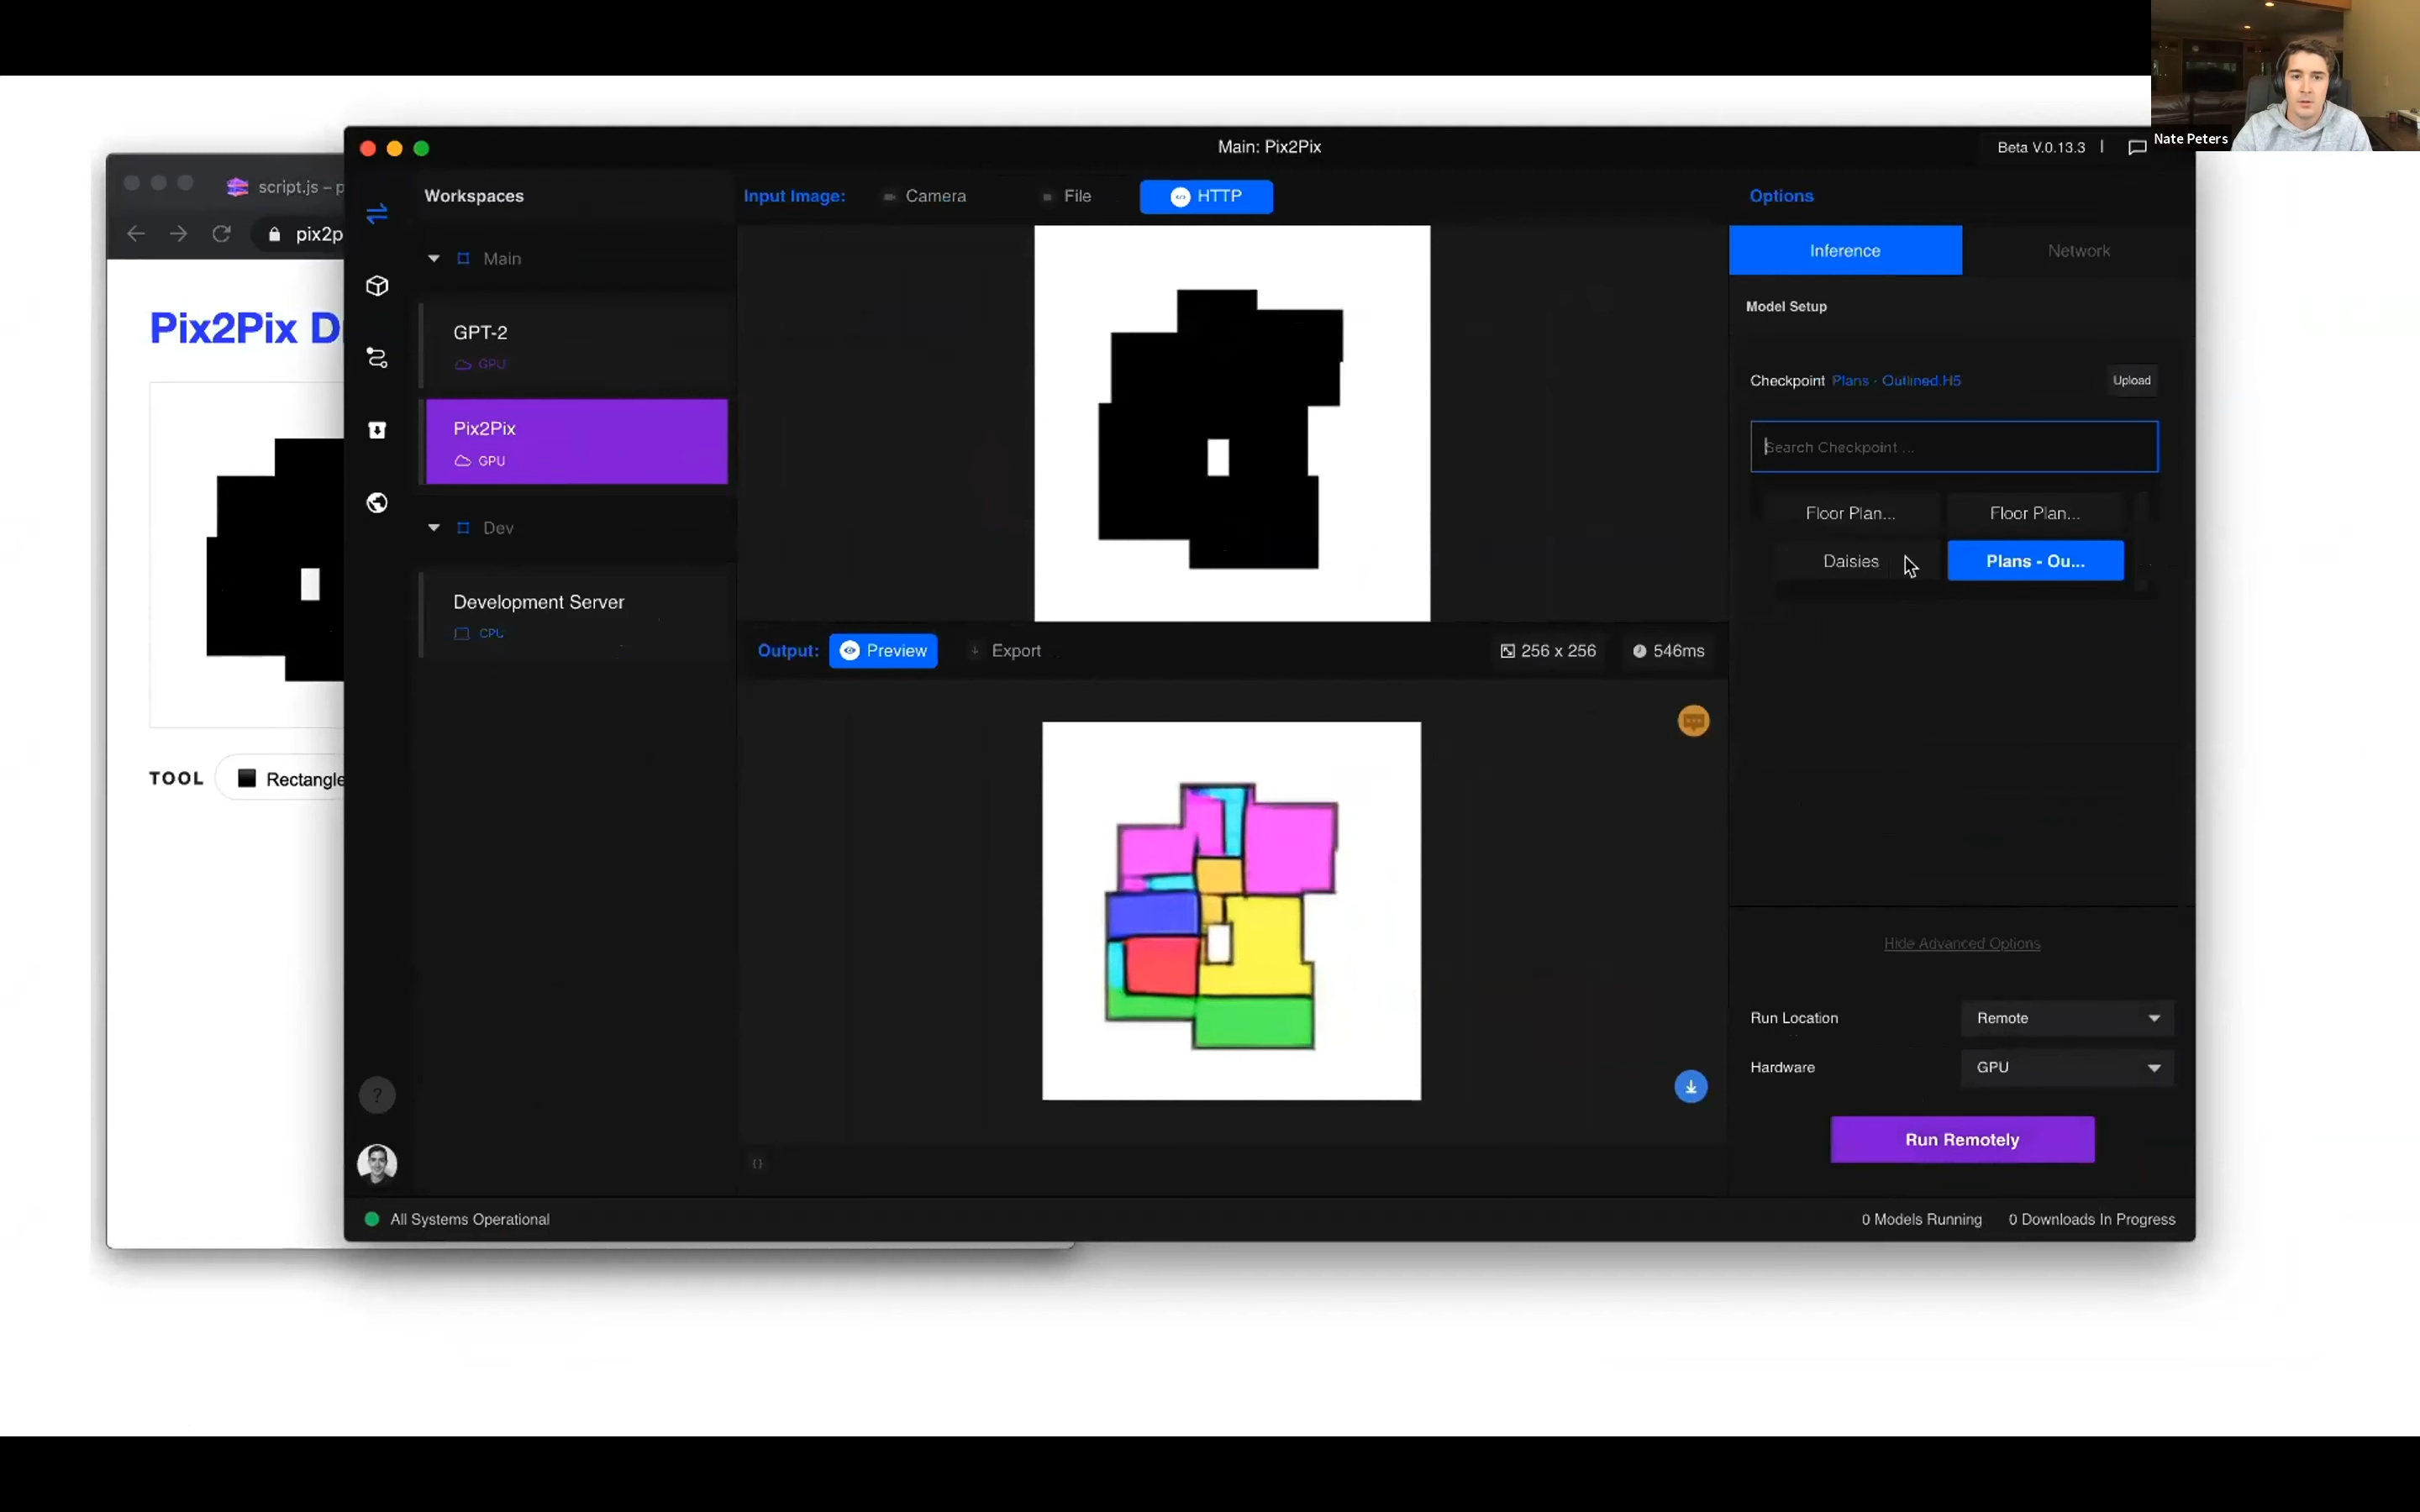 Nate Peters
Main: Pix2Pix
Beta V.0.13.3
script.js – p
pix2p
Pix2Pix D
TOOL
Rectangle
Workspaces
Main
GPT-2
GPU
Pix2Pix
GPU
Dev
Development Server
CPU
Input Image:
Camera
File
HTTP
Output:
Preview
Export
256 x 256
546ms
{}
Options
Inference
Network
Model Setup
Checkpoint Plans - Outlined.H5
Upload
Search Checkpoint ...
Floor Plan...
Floor Plan...
Daisies
Plans - Ou...
Hide Advanced Options
Run Location
Remote
Hardware
GPU
Run Remotely
?
All Systems Operational
0 Models Running
0 Downloads In Progress